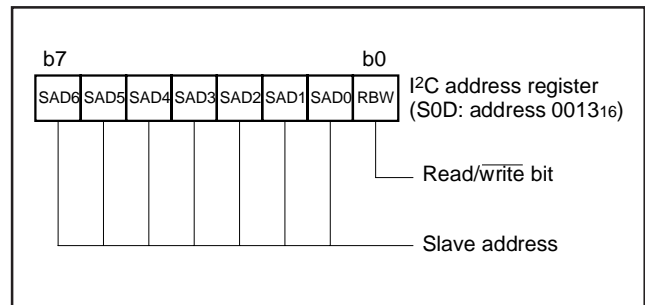 b7 b0
SAD6 SAD5 SAD4 SAD3 SAD2 SAD1 SAD0 RBW
I²C address register
(S0D: address 0013₁₆)
Read/w̅r̅i̅t̅e̅ bit
Slave address